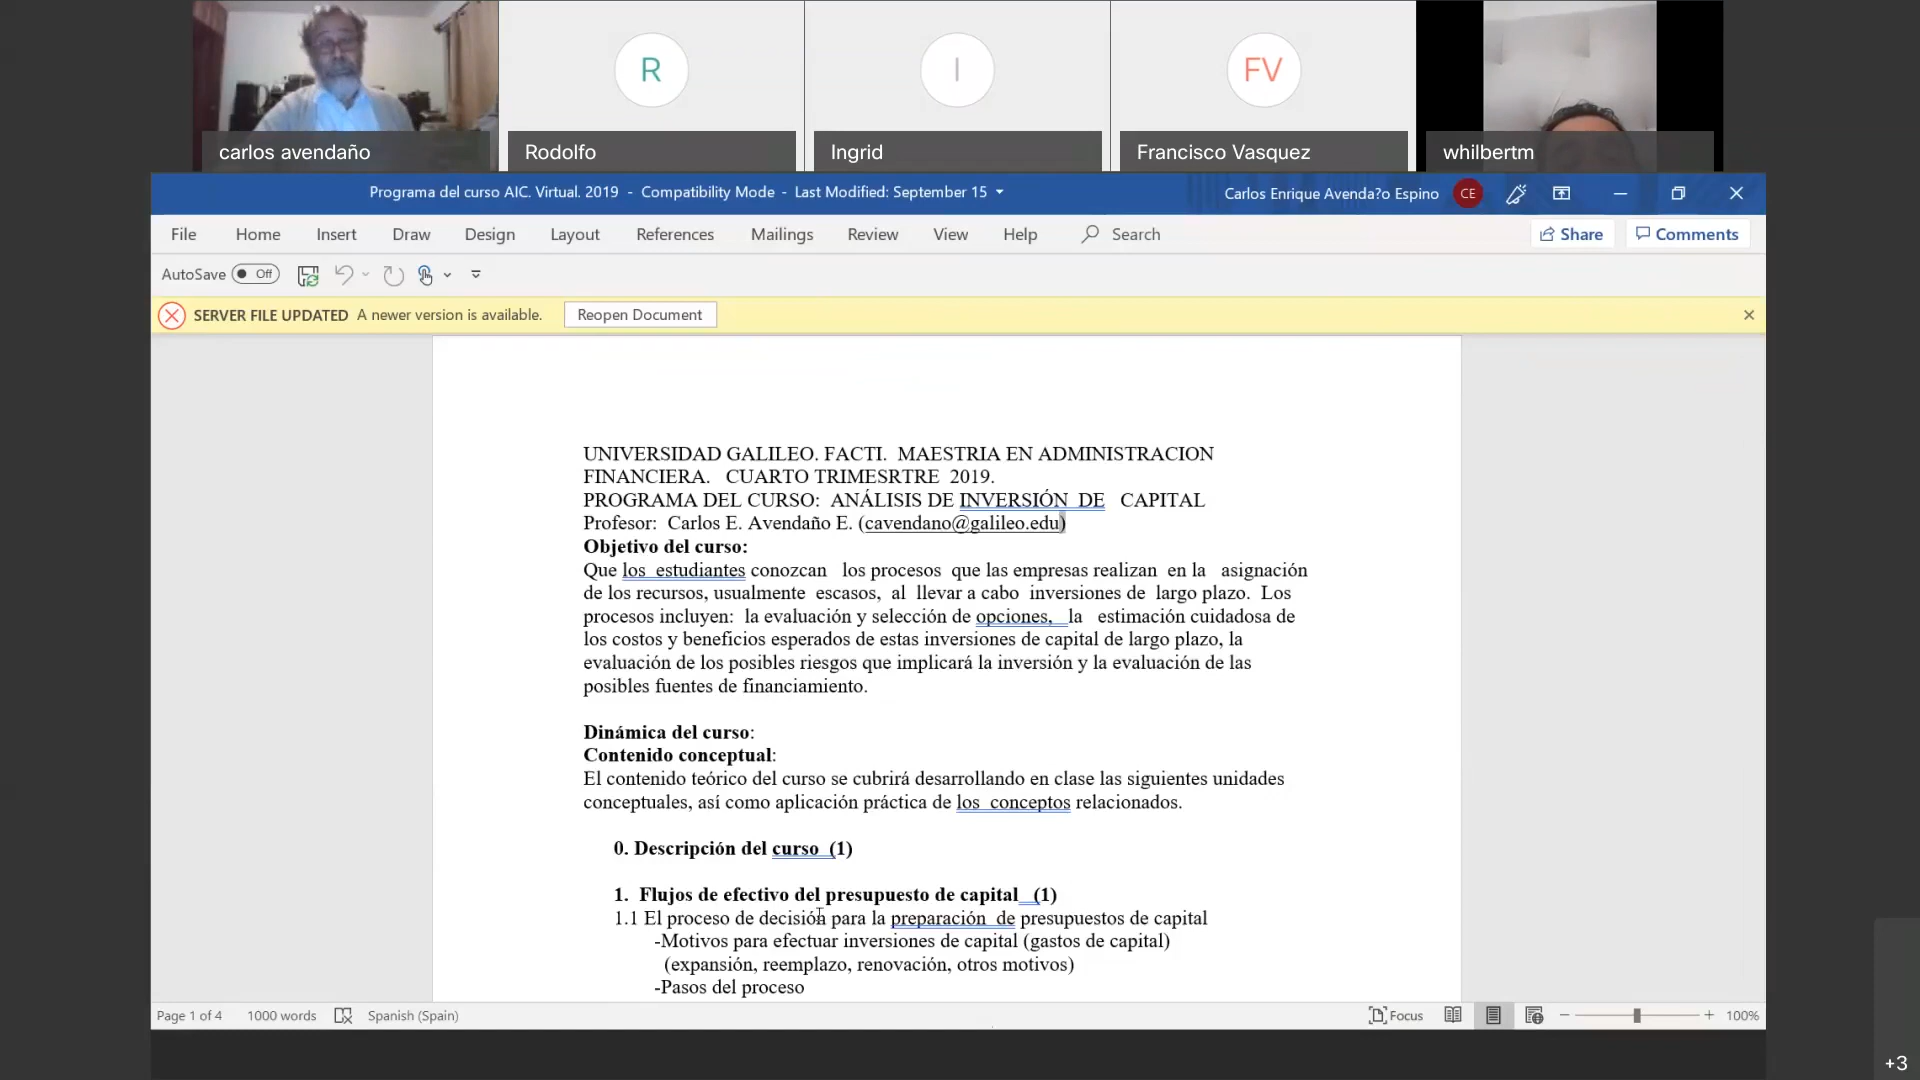 R
I
FV
carlos avendaño
Rodolfo
Ingrid
Francisco Vasquez
whilbertm
Programa del curso AIC. Virtual. 2019 - Compatibility Mode - Last Modified: September 15
Carlos Enrique Avenda?o Espino
CE
File Home Insert Draw Design Layout References Mailings Review View Help Search
Share Comments
AutoSave Off
SERVER FILE UPDATED A newer version is available. Reopen Document
UNIVERSIDAD GALILEO. FACTI. MAESTRIA EN ADMINISTRACION
FINANCIERA. CUARTO TRIMESRTRE 2019.
PROGRAMA DEL CURSO: ANÁLISIS DE INVERSIÓN DE CAPITAL
Profesor: Carlos E. Avendaño E. (cavendano@galileo.edu)
Objetivo del curso:
Que los estudiantes conozcan los procesos que las empresas realizan en la asignación
de los recursos, usualmente escasos, al llevar a cabo inversiones de largo plazo. Los
procesos incluyen: la evaluación y selección de opciones, la estimación cuidadosa de
los costos y beneficios esperados de estas inversiones de capital de largo plazo, la
evaluación de los posibles riesgos que implicará la inversión y la evaluación de las
posibles fuentes de financiamiento.
Dinámica del curso:
Contenido conceptual:
El contenido teórico del curso se cubrirá desarrollando en clase las siguientes unidades
conceptuales, así como aplicación práctica de los conceptos relacionados.
0. Descripción del curso (1)
1. Flujos de efectivo del presupuesto de capital (1)
1.1 El proceso de decisión para la preparación de presupuestos de capital
-Motivos para efectuar inversiones de capital (gastos de capital)
(expansión, reemplazo, renovación, otros motivos)
-Pasos del proceso
Page 1 of 4 1000 words Spanish (Spain)
Focus 100%
+3